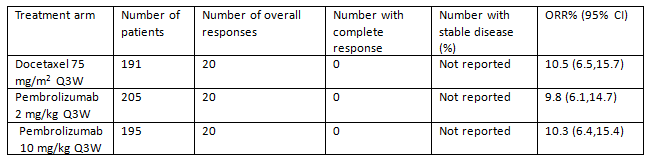 Treatment arm Number of patients Number of overall responses Number with complete response Number with stable disease (%) ORR% (95% CI)
Docetaxel 75 mg/m2 Q3W 191 20 0 Not reported 10.5 (6.5,15.7)
Pembrolizumab 2 mg/kg Q3W 205 20 0 Not reported 9.8 (6.1,14.7)
Pembrolizumab 10 mg/kg Q3W 195 20 0 Not reported 10.3 (6.4,15.4)